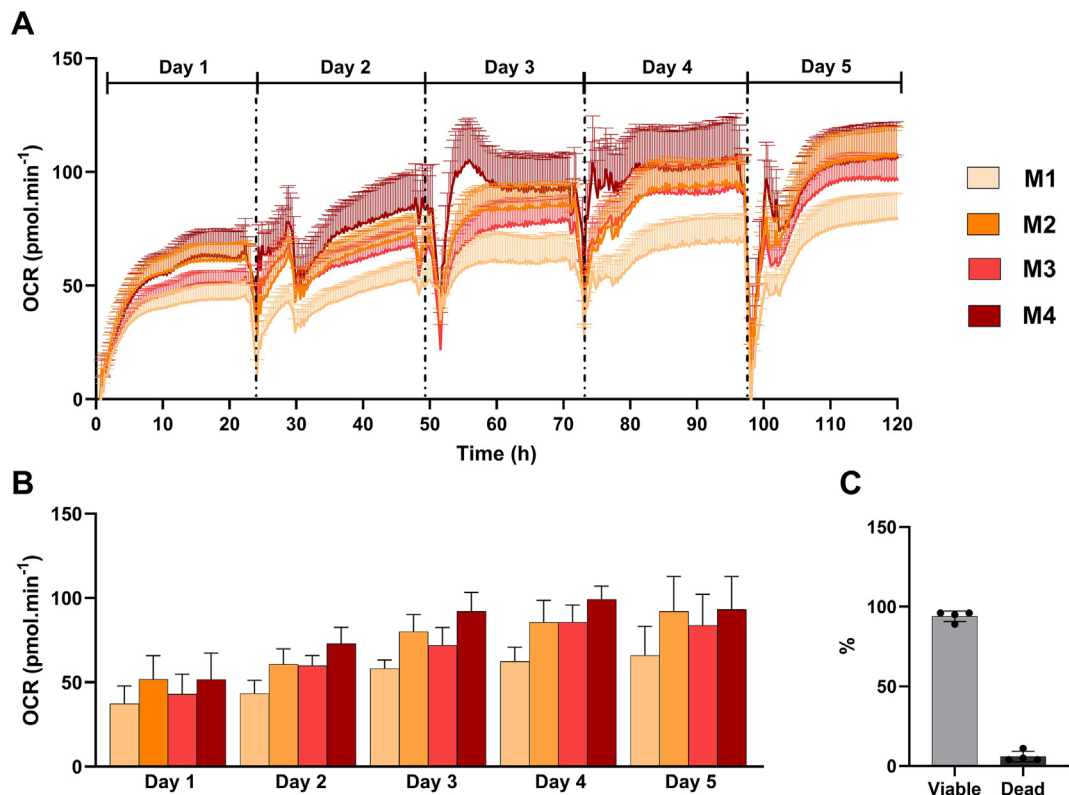 A
150
100
50
0
OCR (pmol.min-1)
Day 1 Day 2 Day 3 Day 4 Day 5
0 10 20 30 40 50 60 70 80 90 100 110 120
Time (h)
M1
M2
M3
M4
B
150
100
50
0
OCR (pmol.min-1)
Day 1 Day 2 Day 3 Day 4 Day 5
C
150
100
50
0
%
Viable Dead